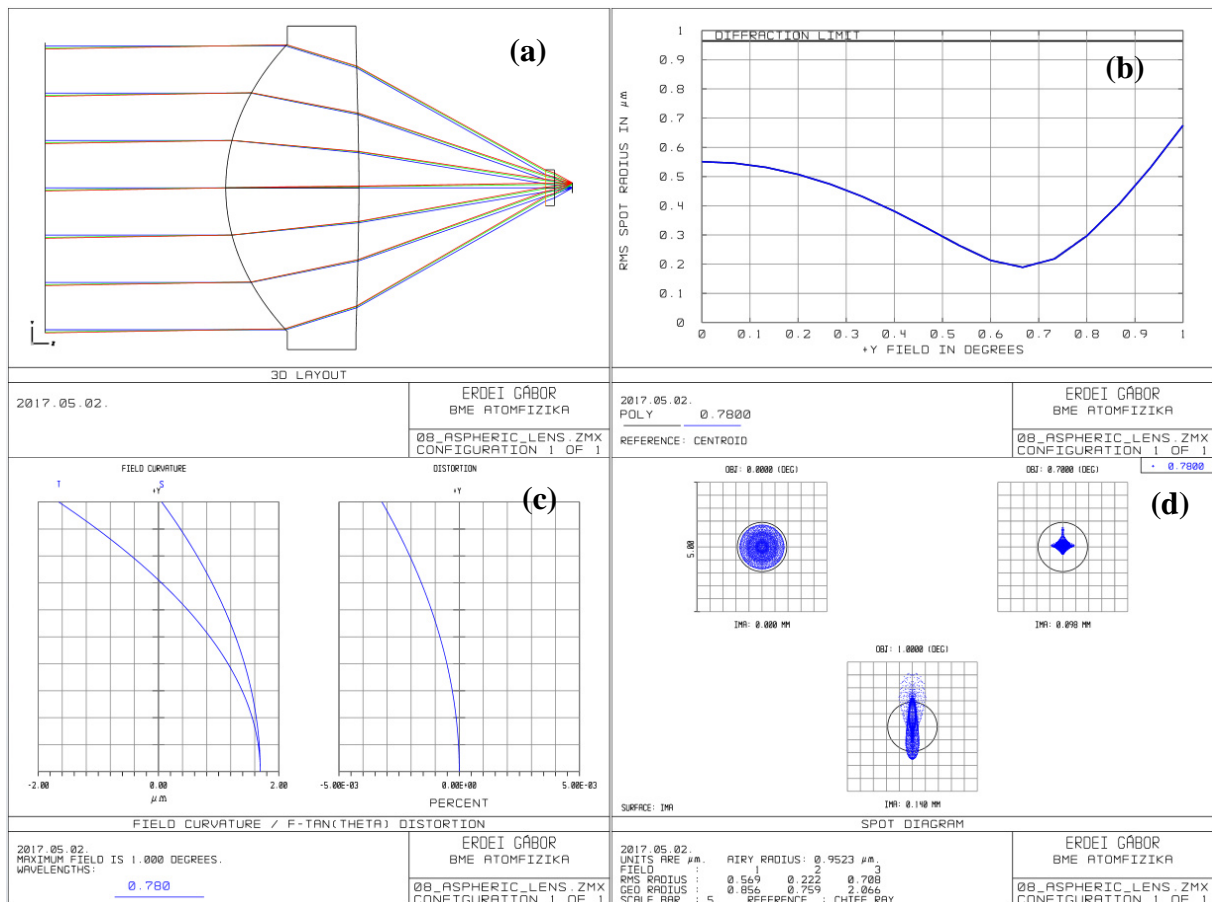 (a)
3D LAYOUT
2017.05.02.
ERDEI GÁBOR
BME ATOMFIZIKA
08_ASPHERIC_LENS.ZMX
CONFIGURATION 1 OF 1
(b)
DIFFRACTION LIMIT
1
0.9
0.8
0.7
0.6
0.5
0.4
0.3
0.2
0.1
0
RMS SPOT RADIUS IN µm
0 0.1 0.2 0.3 0.4 0.5 0.6 0.7 0.8 0.9 1
+Y FIELD IN DEGREES
2017.05.02.
POLY 0.7800
REFERENCE: CENTROID
ERDEI GÁBOR
BME ATOMFIZIKA
08_ASPHERIC_LENS.ZMX
CONFIGURATION 1 OF 1
FIELD CURVATURE
T S
+Y
-2.00 0.00 2.00
µm
DISTORTION
+Y
(c)
-5.00E-03 0.00E+00 5.00E-03
PERCENT
FIELD CURVATURE / F-TAN(THETA) DISTORTION
2017.05.02.
MAXIMUM FIELD IS 1.000 DEGREES.
WAVELENGTHS:
0.780
ERDEI GÁBOR
BME ATOMFIZIKA
08_ASPHERIC_LENS.ZMX
CONFIGURATION 1 OF 1
OBJ: 0.0000 (DEG)
OBJ: 0.7000 (DEG)
+ 0.7800
(d)
5.00
IMA: 0.000 MM
IMA: 0.098 MM
OBJ: 1.0000 (DEG)
IMA: 0.140 MM
SURFACE: IMA
SPOT DIAGRAM
2017.05.02.
UNITS ARE µm. AIRY RADIUS: 0.9523 µm.
FIELD : 1 2 3
RMS RADIUS : 0.569 0.222 0.708
GEO RADIUS : 0.856 0.759 2.066
SCALE BAR : 5 REFERENCE : CHIEF RAY
ERDEI GÁBOR
BME ATOMFIZIKA
08_ASPHERIC_LENS.ZMX
CONFIGURATION 1 OF 1